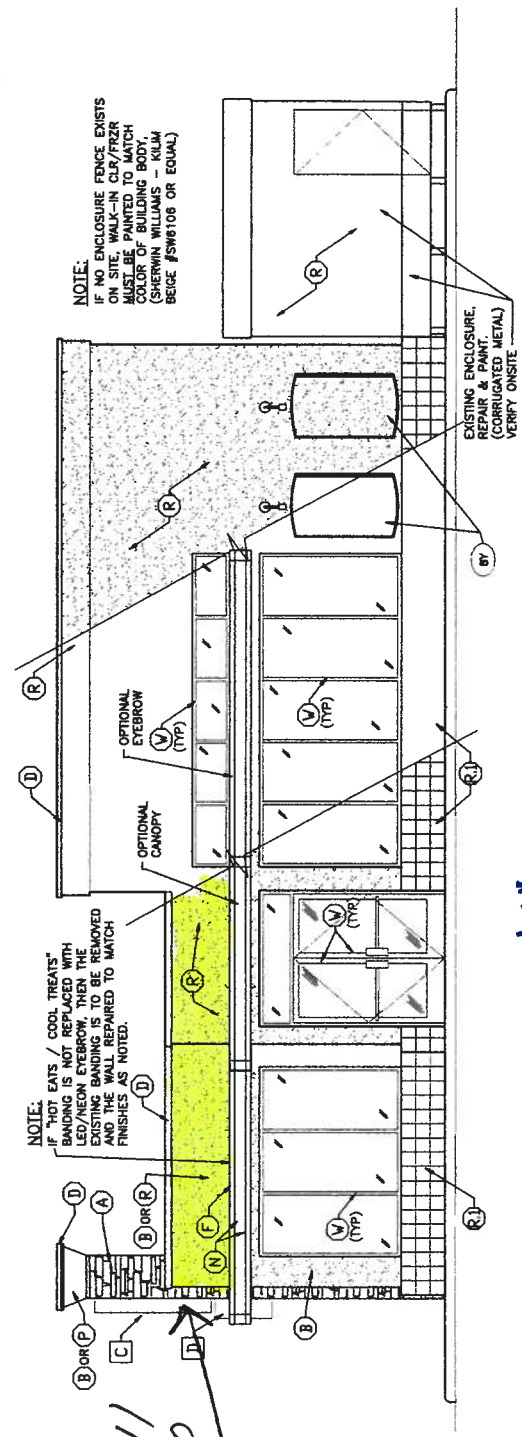 NOTE:
IF "HOT EATS / COOL TREATS"
BANDING IS NOT REPLACED WITH
LED/NEON EYEBROW, THEN THE
EXISTING BANDING IS TO BE REMOVED
AND THE WALL REPAIRED TO MATCH
FINISHES AS NOTED.
NOTE:
IF NO ENCLOSURE FENCE EXISTS
ON SITE, WALK-IN CLR/FRZR
MUST BE PAINTED TO MATCH
COLOR OF BUILDING BODY,
(SHERWIN WILLIAMS - KILIM
BEIGE #SW6106 OR EQUAL)
D
A
B OR P
C
D
D
B OR R
F
N
R
D
R
OPTIONAL
CANOPY
OPTIONAL
EYEBROW
W
(TYP)
R
R
W
(TYP)
W
(TYP)
W
(TYP)
B
R.1
R.1
BY
EXISTING ENCLOSURE,
REPAIR & PAINT.
(CORRUGATED METAL)
VERIFY ONSITE